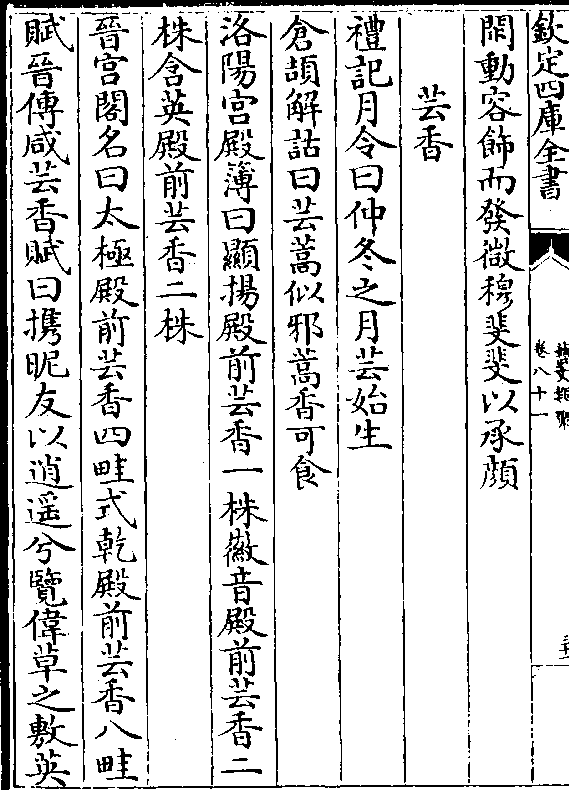 欽定四庫全書
卷八十一
閑動容飾而發微穆斐斐以承顔
芸香
禮記月令曰仲冬之月芸始生
倉頡解詁曰芸蒿似邪蒿香可食
洛陽宮殿簿曰顯揚殿前芸香一株徽音殿前芸香二
株含英殿前芸香二株
晉宮閣名曰太極殿前芸香四畦式乾殿前芸香八畦
賦晉傅咸芸香賦曰携昵友以逍遥兮覽偉草之敷英